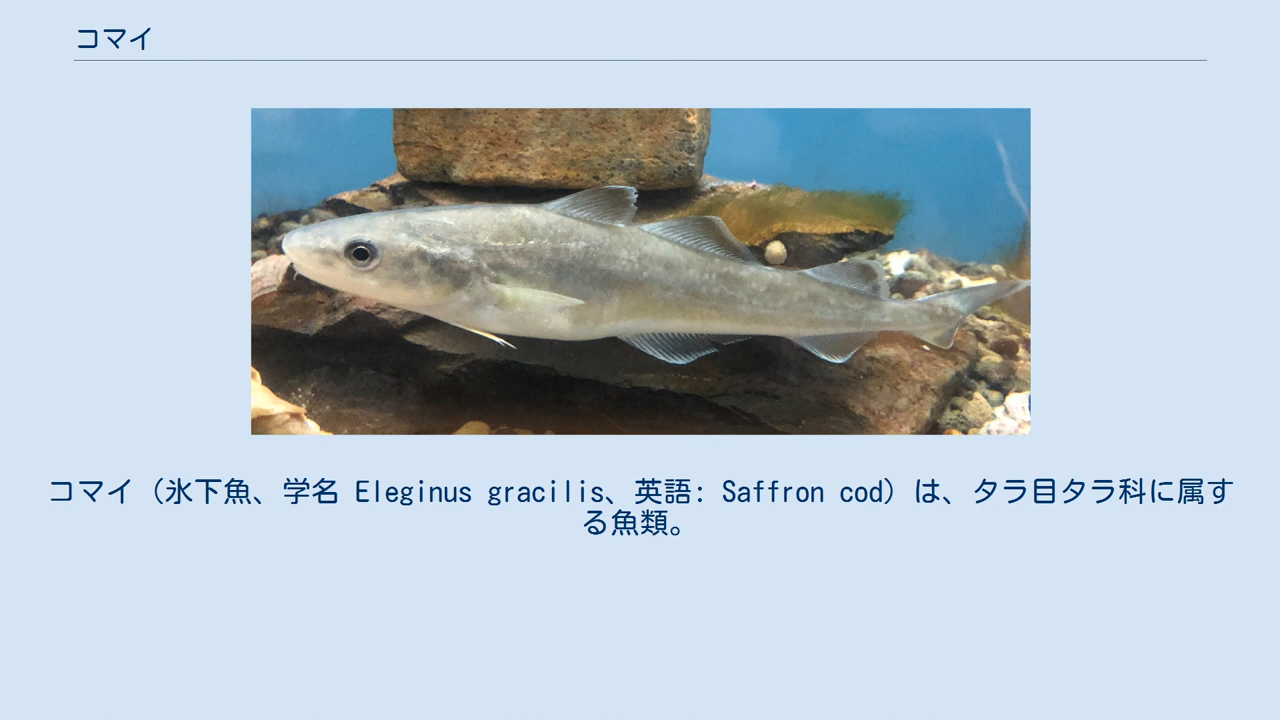 コマイ
コマイ（氷下魚、学名 Eleginus gracilis、英語: Saffron cod）は、タラ目タラ科に属す
る魚類。